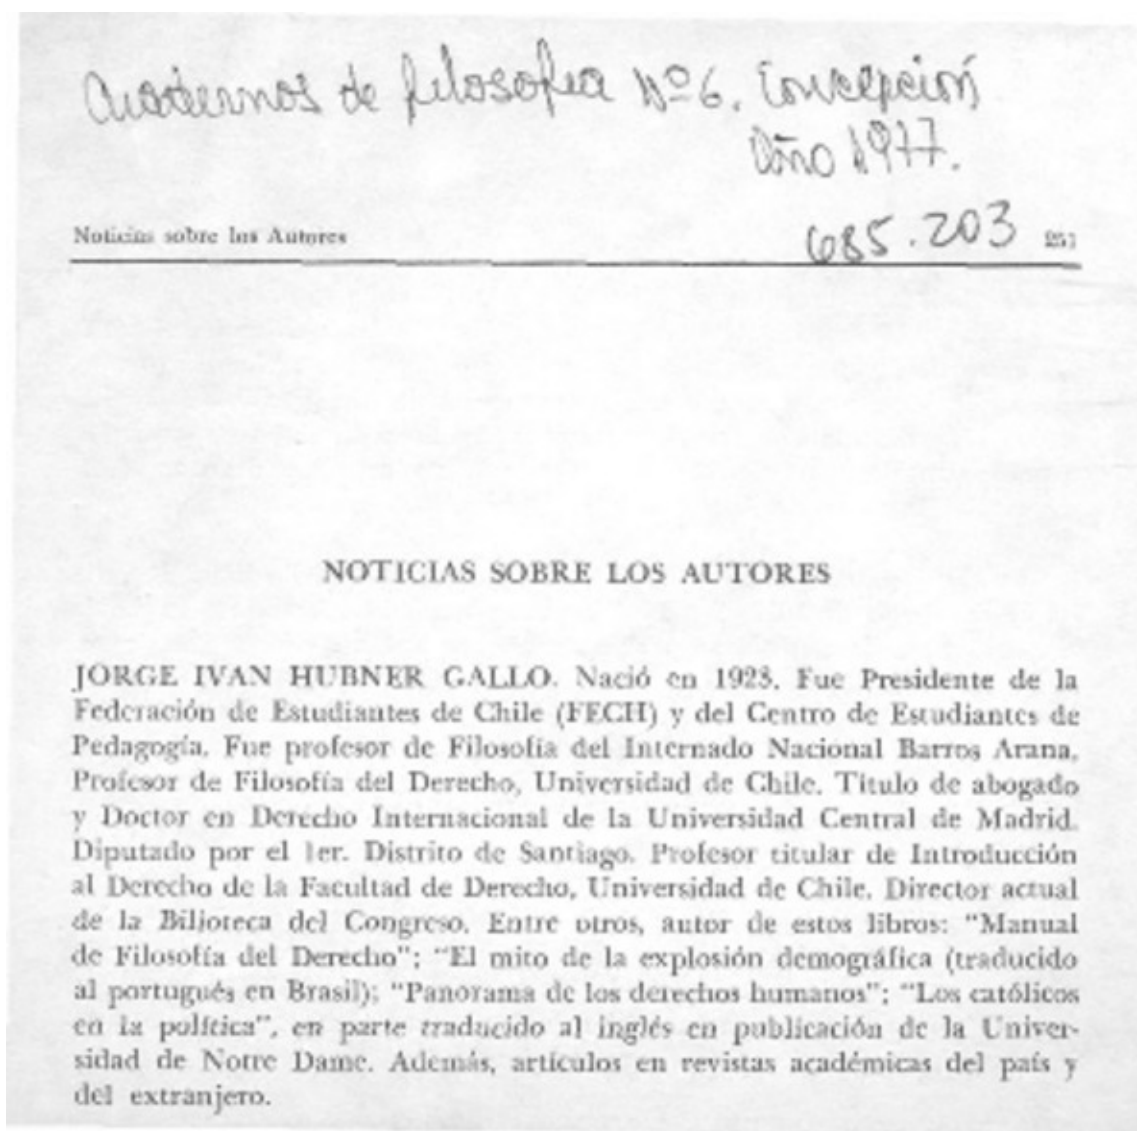 Cuadernos de filosofia Nº 6. Concepción
Año 1977.
Noticias sobre los Autores 685.203 251
NOTICIAS SOBRE LOS AUTORES
JORGE IVAN HUBNER GALLO. Nació en 1923. Fue Presidente de la
Federación de Estudiantes de Chile (FECH) y del Centro de Estudiantes de
Pedagogía. Fue profesor de Filosofía del Internado Nacional Barros Arana.
Profesor de Filosofía del Derecho, Universidad de Chile. Titulo de abogado
y Doctor en Derecho Internacional de la Universidad Central de Madrid.
Diputado por el 1er. Distrito de Santiago. Profesor titular de Introducción
al Derecho de la Facultad de Derecho, Universidad de Chile. Director actual
de la Bilioteca del Congreso. Entre otros, autor de estos libros: “Manual
de Filosofía del Derecho”; “El mito de la explosión demográfica (traducido
al portugués en Brasil); “Panorama de los derechos humanos”; “Los católicos
en la política”, en parte traducido al inglés en publicación de la Univer-
sidad de Notre Dame. Además, artículos en revistas académicas del país y
del extranjero.